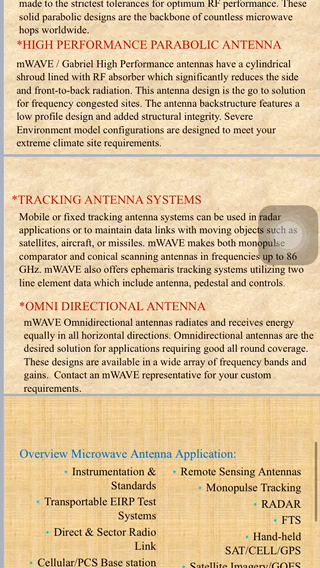 made to the strictest tolerances for optimum RF performance. These
solid parabolic designs are the backbone of countless microwave
hops worldwide.
*HIGH PERFORMANCE PARABOLIC ANTENNA
mWAVE / Gabriel High Performance antennas have a cylindrical
shroud lined with RF absorber which significantly reduces the side
and front-to-back radiation. This antenna design is the go to solution
for frequency congested sites. The antenna backstructure features a
low profile design and added structural integrity. Severe
Environment model configurations are designed to meet your
extreme climate site requirements.
*TRACKING ANTENNA SYSTEMS
Mobile or fixed tracking antenna systems can be used in radar
applications or to maintain data links with moving objects such as
satellites, aircraft, or missiles. mWAVE makes both monopulse
comparator and conical scanning antennas in frequencies up to 86
GHz. mWAVE also offers ephemaris tracking systems utilizing two
line element data which include antenna, pedestal and controls.
*OMNI DIRECTIONAL ANTENNA
mWAVE Omnidirectional antennas radiates and receives energy
equally in all horizontal directions. Omnidirectional antennas are the
desired solution for applications requiring good all round coverage.
These designs are available in a wide array of frequency bands and
gains.  Contact an mWAVE representative for your custom
requirements.
Overview Microwave Antenna Application:
• Instrumentation &
Standards
• Transportable EIRP Test
Systems
• Direct & Sector Radio
Link
• Cellular/PCS Base station
• Remote Sensing Antennas
• Monopulse Tracking
• RADAR
• FTS
• Hand-held
SAT/CELL/GPS
• Satellite Imagery/GOES